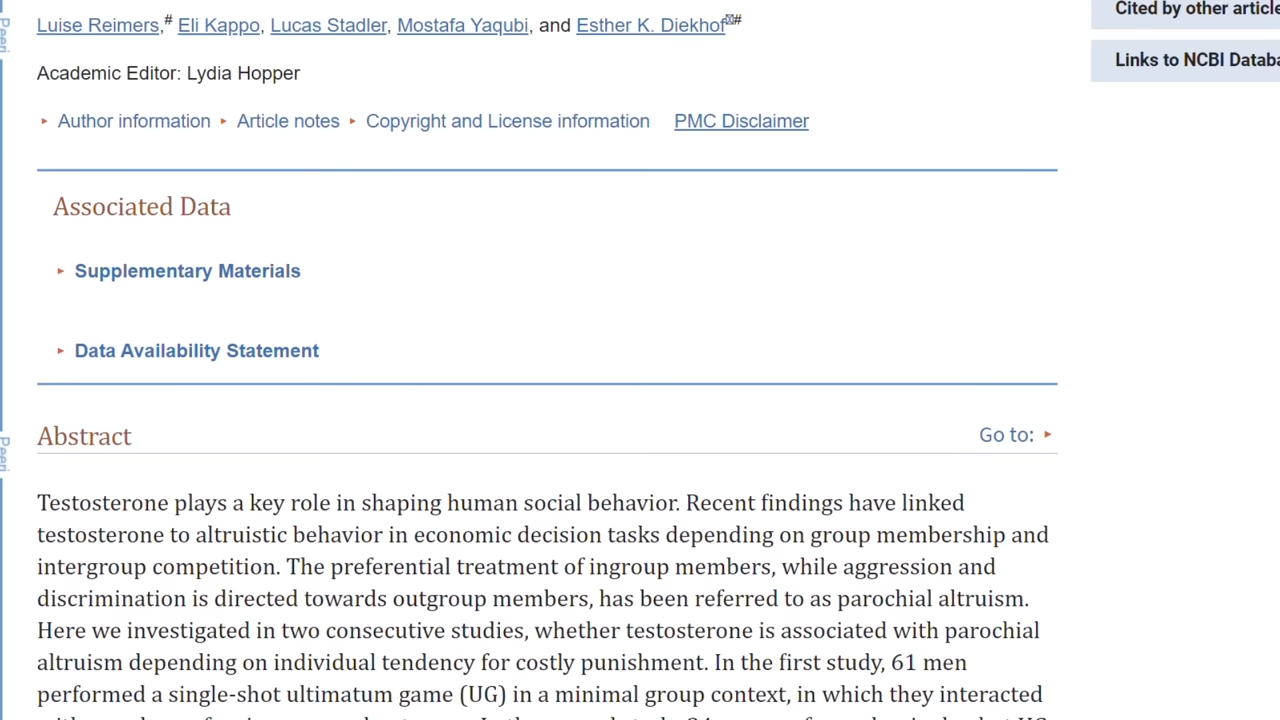 Luise Reimers,# Eli Kappo, Lucas Stadler, Mostafa Yaqubi, and Esther K. Diekhof#
Cited by other article
Links to NCBI Databa
Academic Editor: Lydia Hopper
Author information Article notes Copyright and License information PMC Disclaimer
Associated Data
Supplementary Materials
Data Availability Statement
Abstract
Go to:
Testosterone plays a key role in shaping human social behavior. Recent findings have linked
testosterone to altruistic behavior in economic decision tasks depending on group membership and
intergroup competition. The preferential treatment of ingroup members, while aggression and
discrimination is directed towards outgroup members, has been referred to as parochial altruism.
Here we investigated in two consecutive studies, whether testosterone is associated with parochial
altruism depending on individual tendency for costly punishment. In the first study, 61 men
performed a single-shot ultimatum game (UG) in a minimal group context, in which they interacted